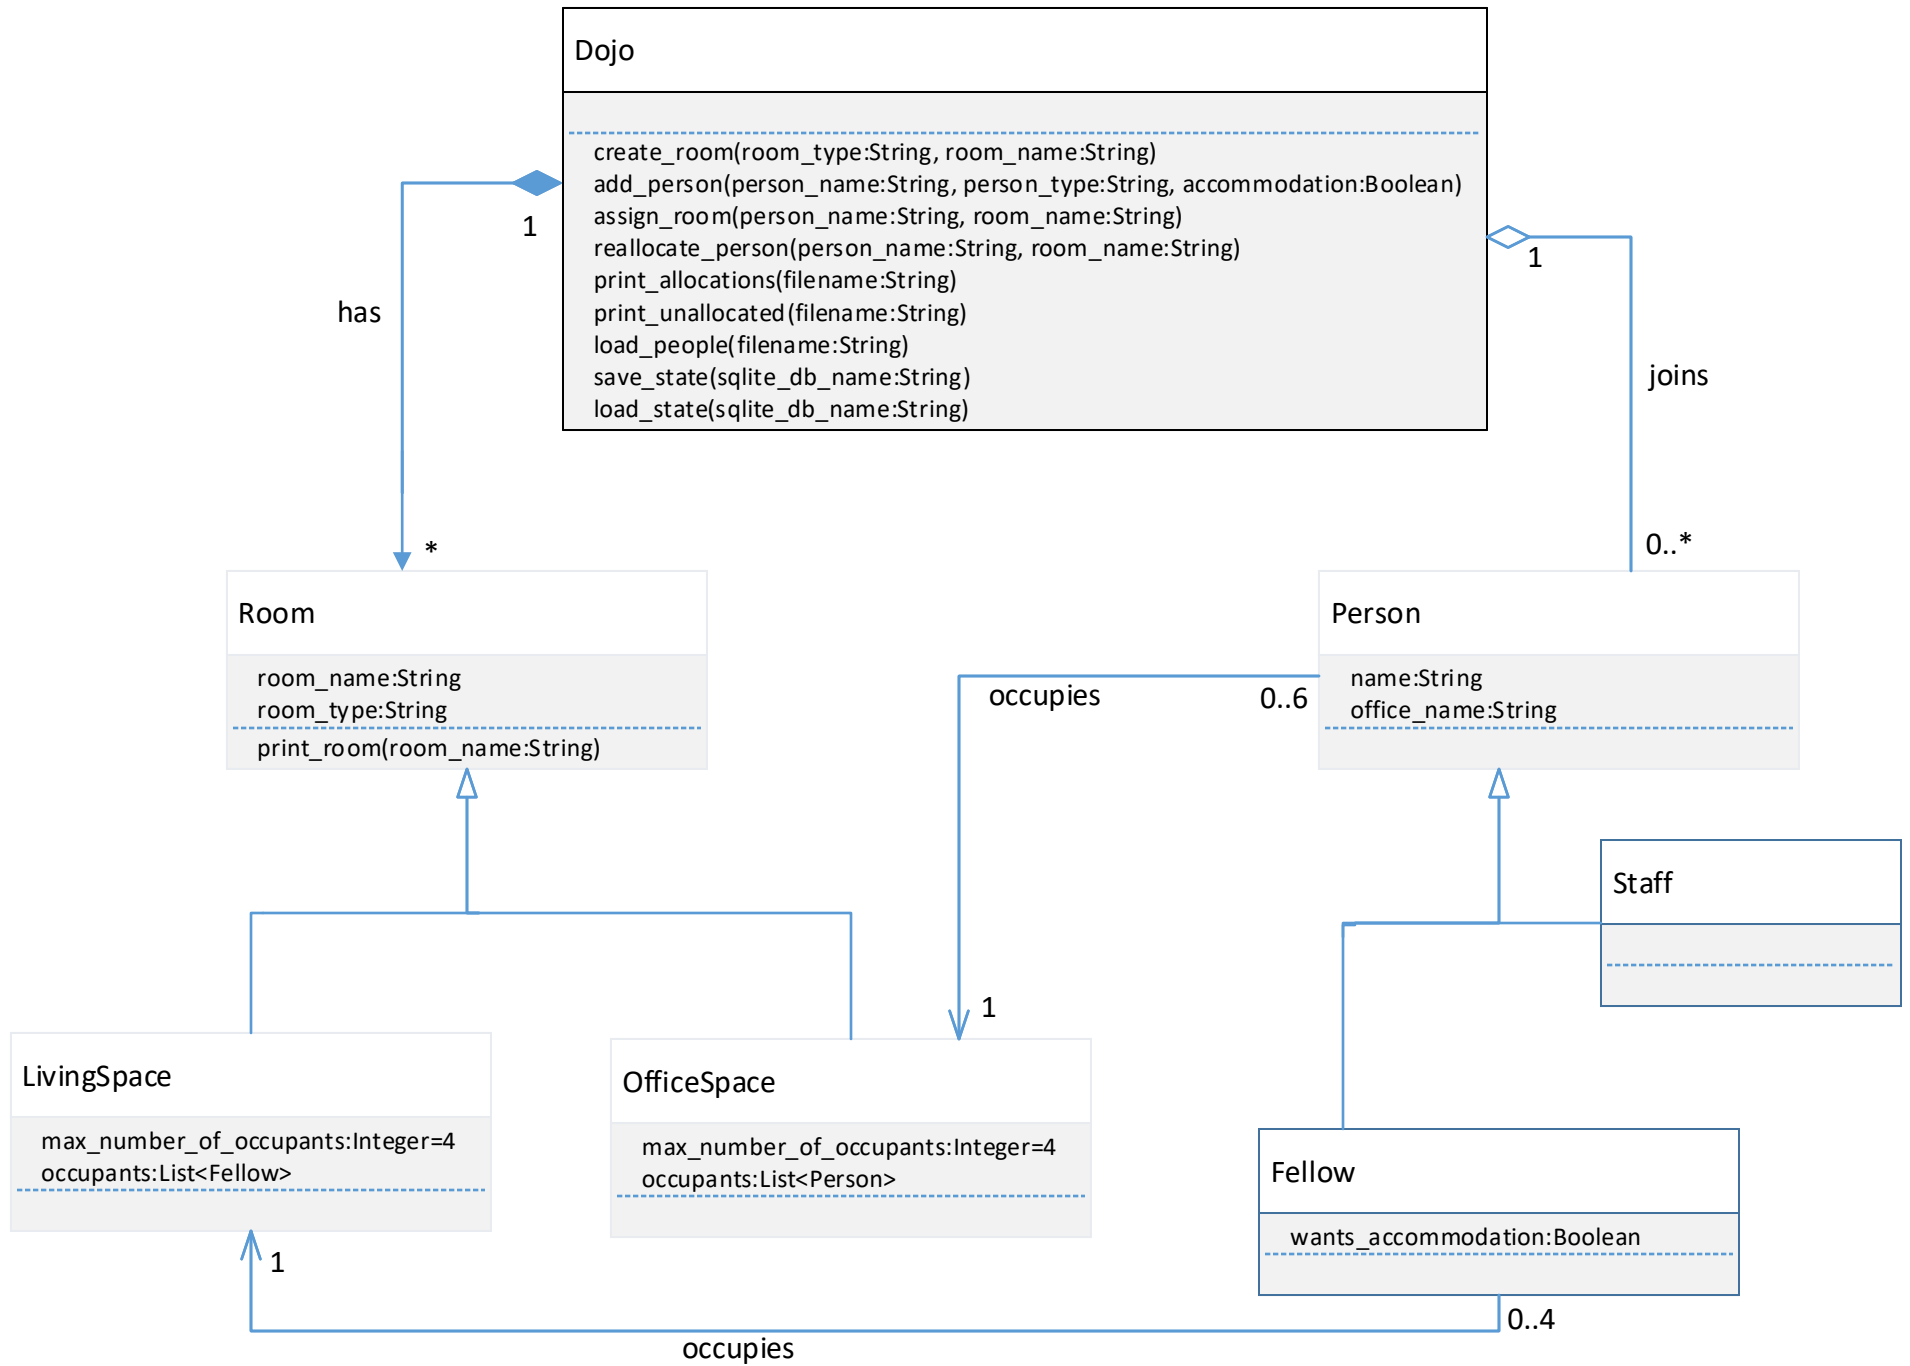 Dojo
create_room(room_type:String, room_name:String)
add_person(person_name:String, person_type:String, accommodation:Boolean)
assign_room(person_name:String, room_name:String)
reallocate_person(person_name:String, room_name:String)
print_allocations(filename:String)
print_unallocated(filename:String)
load_people(filename:String)
save_state(sqlite_db_name:String)
load_state(sqlite_db_name:String)
1
has
*
1
joins
0..*
Room
room_name:String
room_type:String
print_room(room_name:String)
Person
name:String
office_name:String
occupies
0..6
1
Staff
LivingSpace
max_number_of_occupants:Integer=4
occupants:List<Fellow>
OfficeSpace
max_number_of_occupants:Integer=4
occupants:List<Person>
Fellow
wants_accommodation:Boolean
1
0..4
occupies